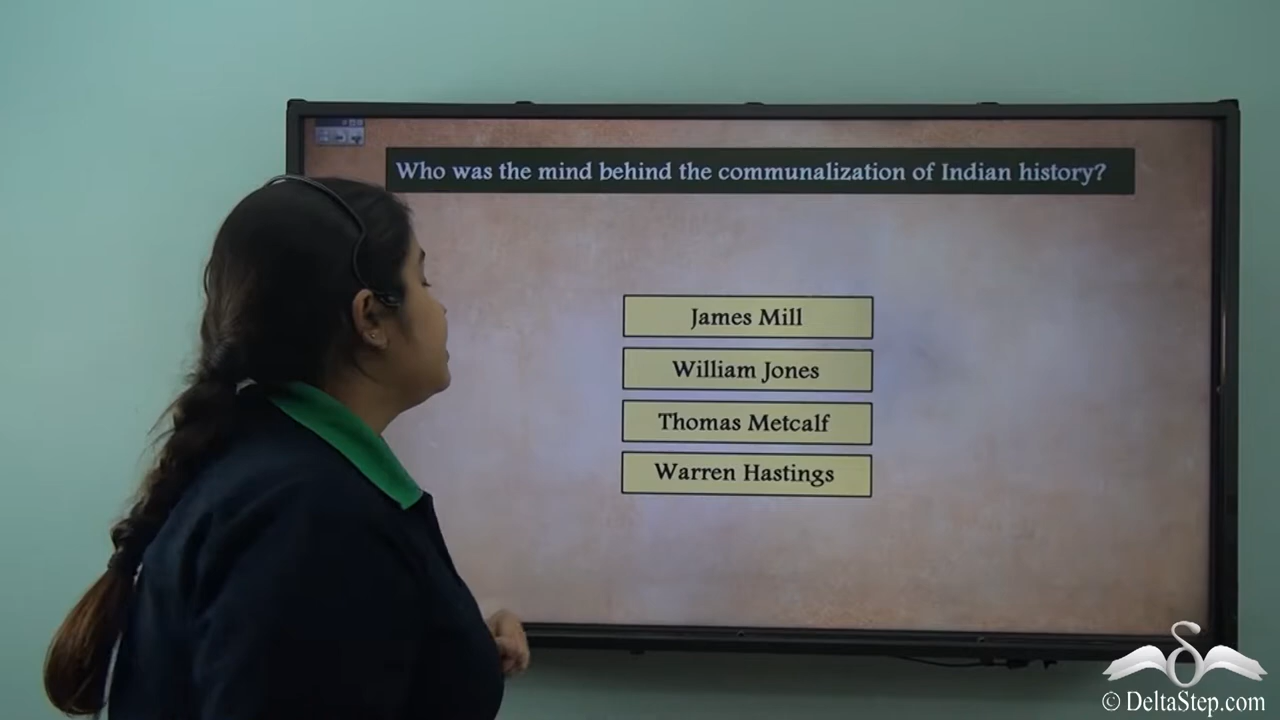 Who was the mind behind the communalization of Indian history?
James Mill
William Jones
Thomas Metcalf
Warren Hastings
© DeltaStep.com